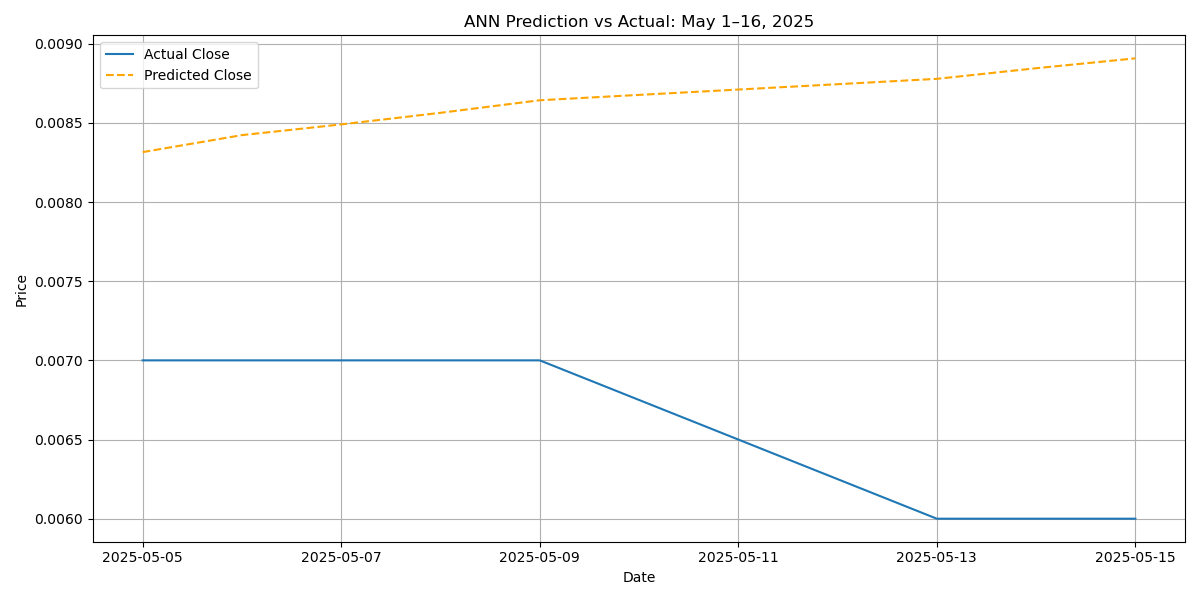 ANN Prediction vs Actual: May 1–16, 2025
Actual Close
Predicted Close
0.0090
0.0085
0.0080
0.0075
0.0070
0.0065
0.0060
Price
2025-05-05 2025-05-07 2025-05-09 2025-05-11 2025-05-13 2025-05-15
Date